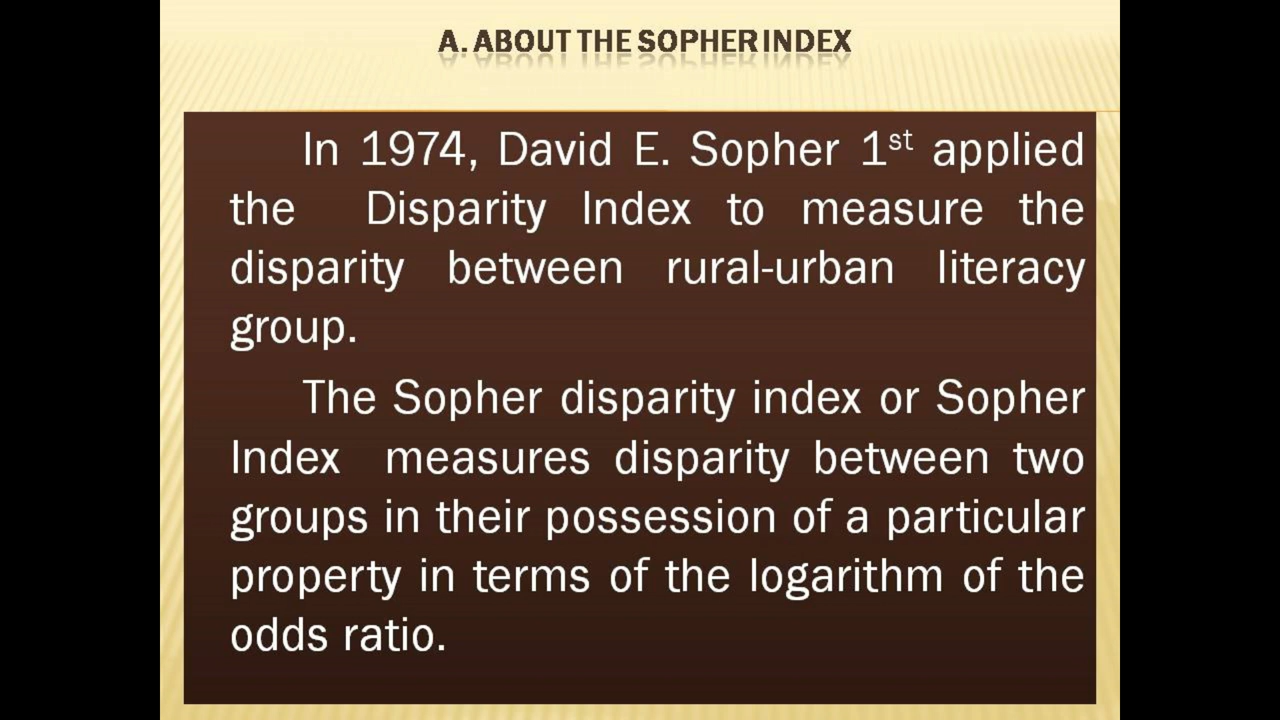 A. ABOUT THE SOPHER INDEX
In 1974, David E. Sopher 1st applied
the Disparity Index to measure the
disparity between rural-urban literacy
group.
The Sopher disparity index or Sopher
Index measures disparity between two
groups in their possession of a particular
property in terms of the logarithm of the
odds ratio.